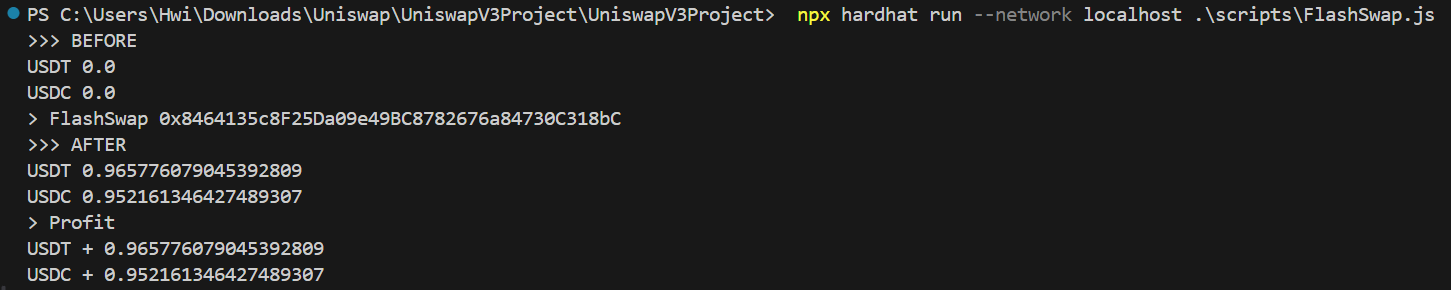 PS C:\Users\Hwi\Downloads\Uniswap\UniswapV3Project\UniswapV3Project> npx hardhat run --network localhost .\scripts\FlashSwap.js
>>> BEFORE
USDT 0.0
USDC 0.0
> FlashSwap 0x8464135c8F25Da09e49BC8782676a84730C318bC
>>> AFTER
USDT 0.965776079045392809
USDC 0.952161346427489307
> Profit
USDT + 0.965776079045392809
USDC + 0.952161346427489307